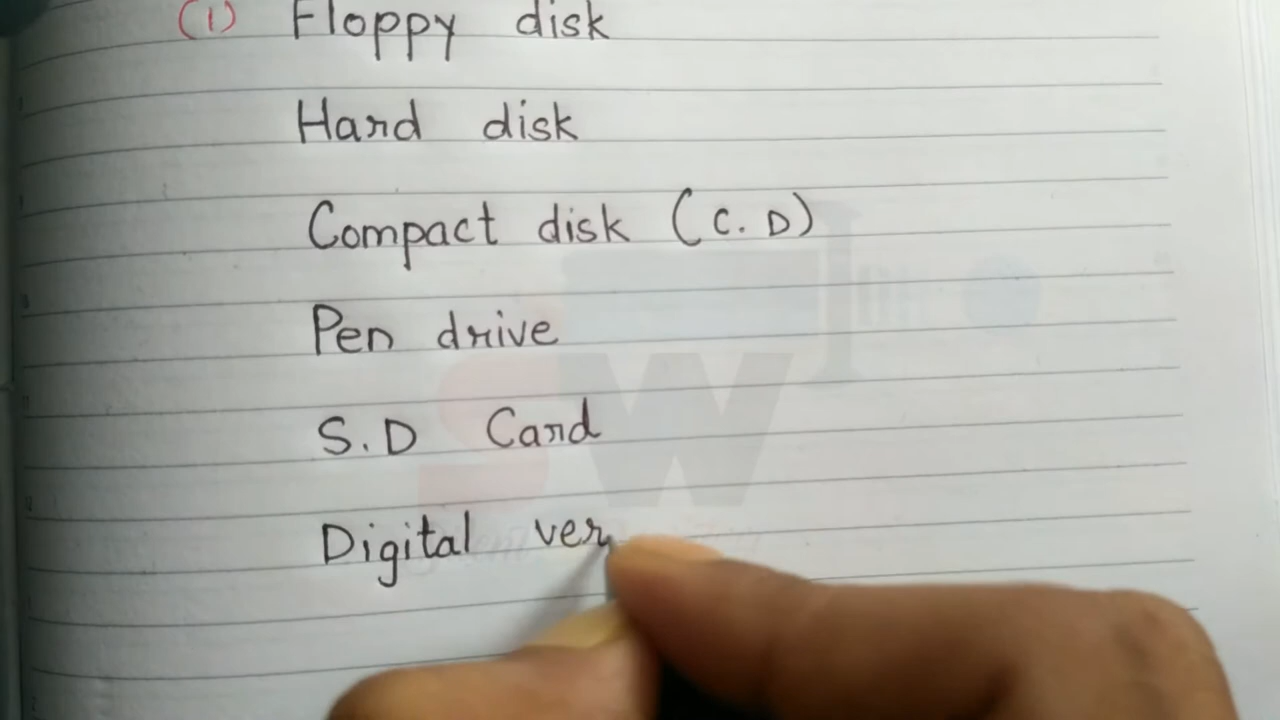 (1) Floppy disk
Hard disk
Compact disk (C.D)
Pen drive
S.D Card
Digital ver